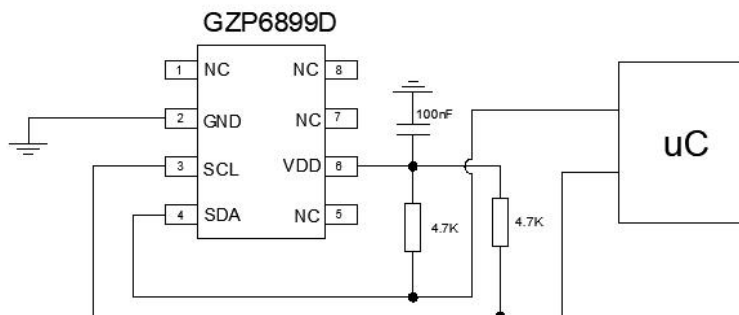 GZP6899D
1 NC NC 8
2 GND NC 7
3 SCL VDD 6
4 SDA NC 5
100nF
4.7K
4.7K
uC